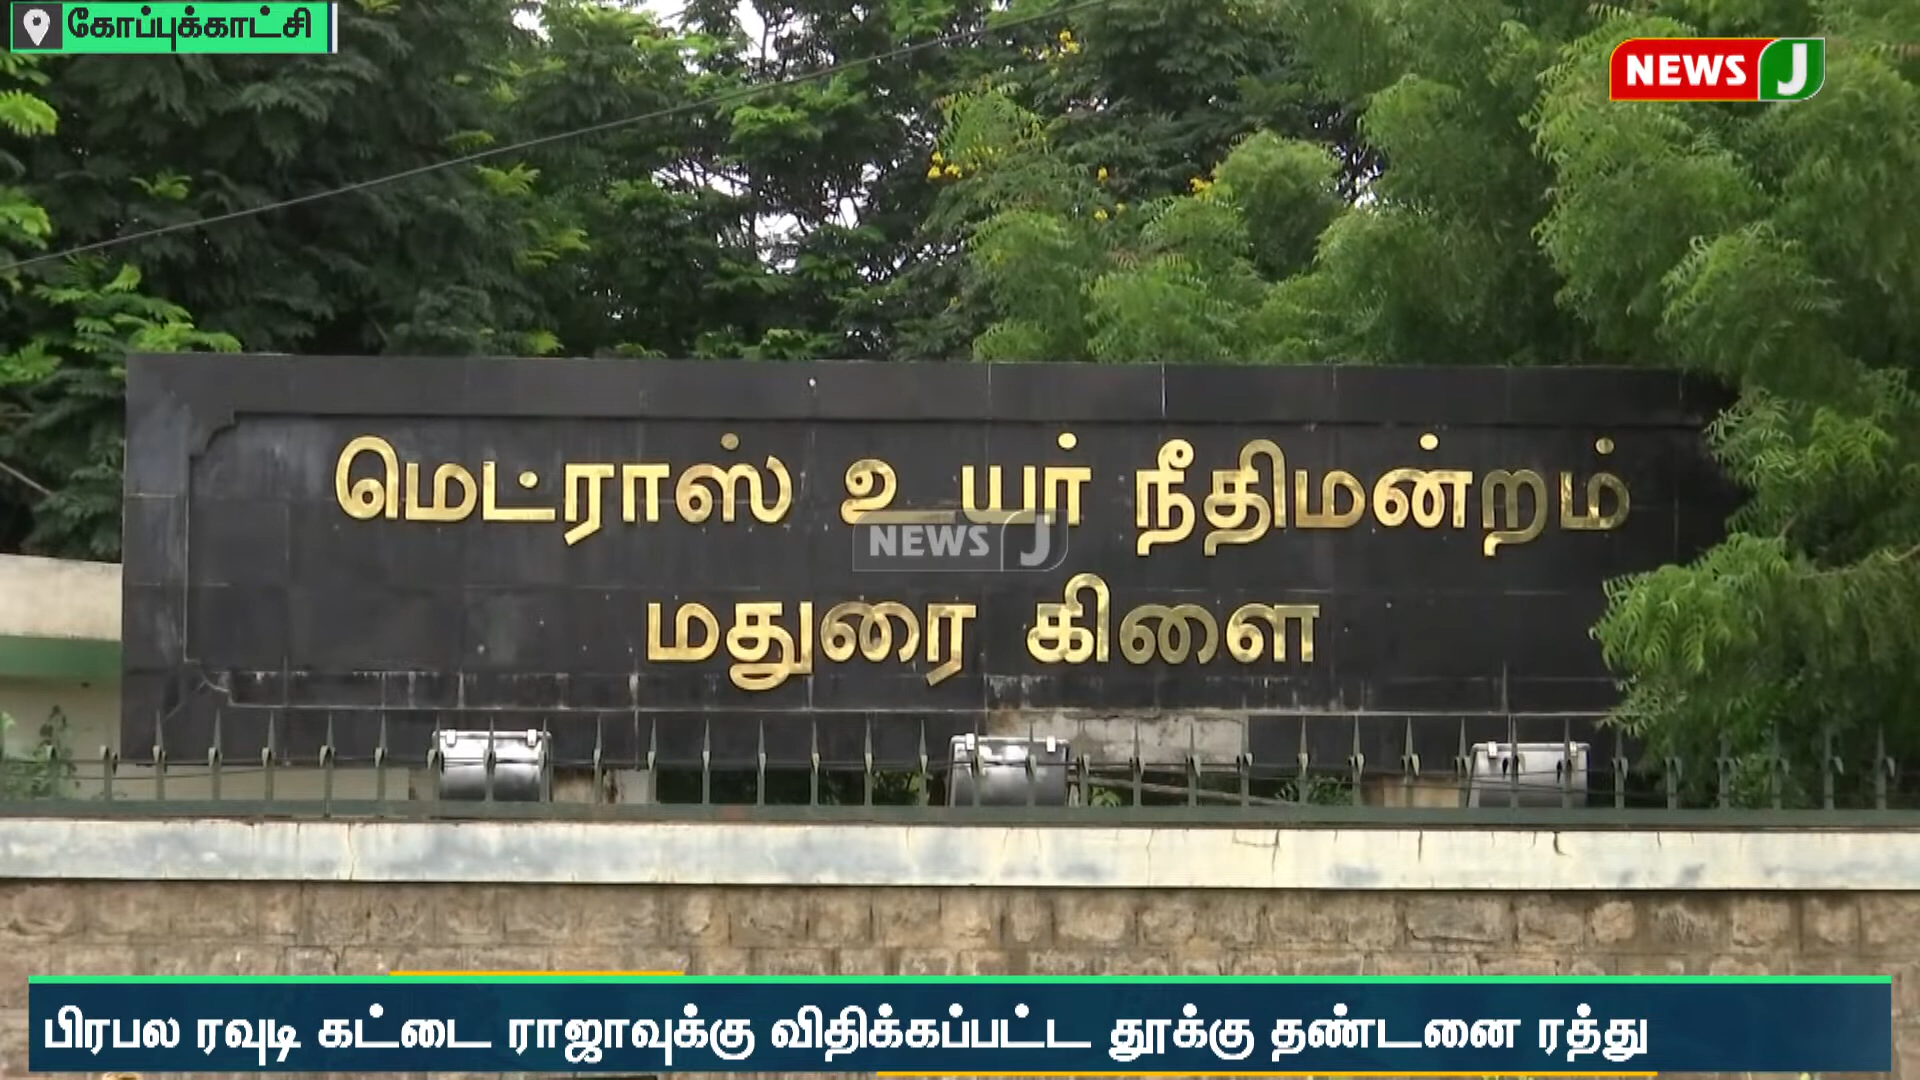 கோப்புக்காட்சி
NEWS J
மெட்ராஸ் உயர் நீதிமன்றம்
NEWS J
மதுரை கிளை
பிரபல ரவுடி கட்டை ராஜாவுக்கு விதிக்கப்பட்ட தூக்கு தண்டனை ரத்து